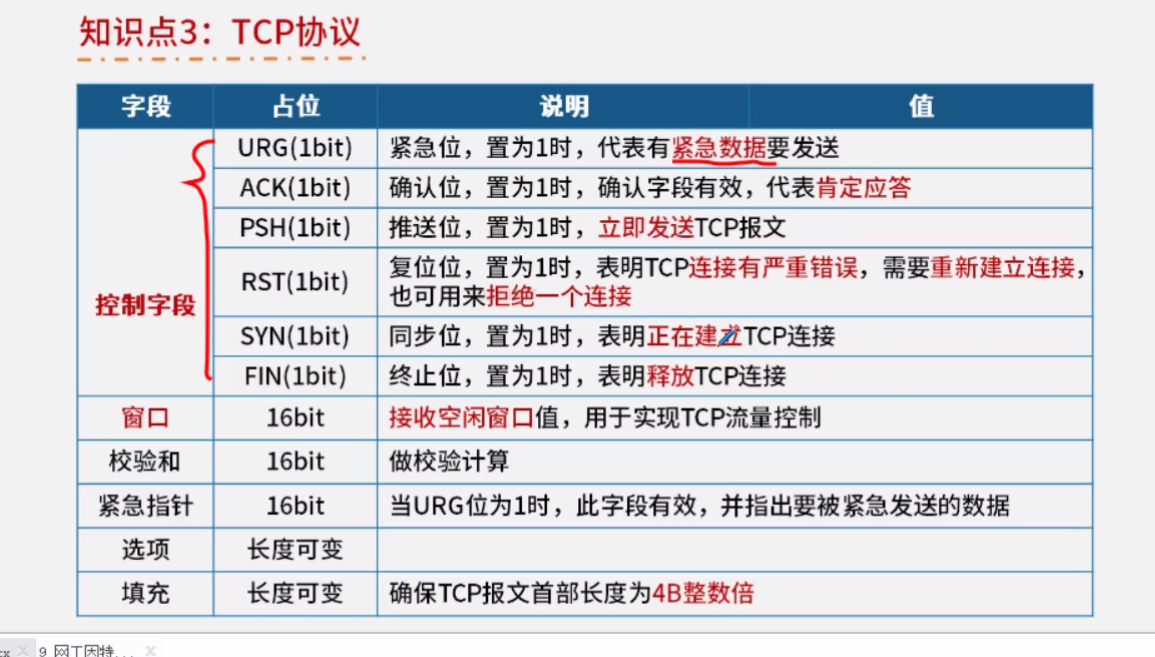 知识点3：TCP协议
字段 占位 说明 值
控制字段
URG(1bit) 紧急位，置为1时，代表有紧急数据要发送
ACK(1bit) 确认位，置为1时，确认字段有效，代表肯定应答
PSH(1bit) 推送位，置为1时，立即发送TCP报文
RST(1bit) 复位位，置为1时，表明TCP连接有严重错误，需要重新建立连接，
也可用来拒绝一个连接
SYN(1bit) 同步位，置为1时，表明正在建立TCP连接
FIN(1bit) 终止位，置为1时，表明释放TCP连接
窗口 16bit 接收空闲窗口值，用于实现TCP流量控制
校验和 16bit 做校验计算
紧急指针 16bit 当URG位为1时，此字段有效，并指出要被紧急发送的数据
选项 长度可变
填充 长度可变 确保TCP报文首部长度为4B整数倍
9_网工因特...